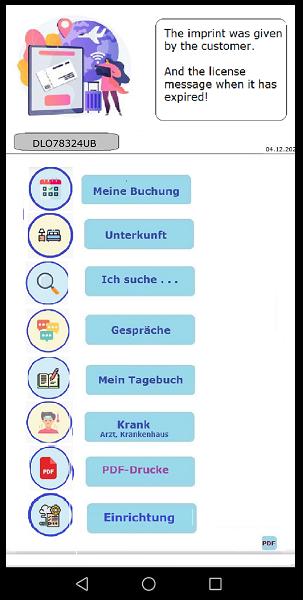 The imprint was given
by the customer.
And the license
message when it has
expired!
DLO78324UB
04.12.202
Meine Buchung
Unterkunft
Ich suche . . .
Gespräche
Mein Tagebuch
Krank
Arzt, Krankenhaus
PDF
PDF-Drucke
Einrichtung
PDF